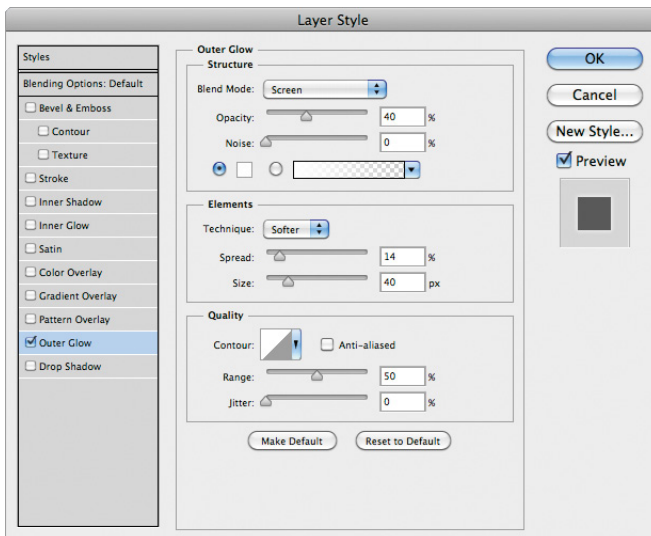 Layer Style
Styles
Blending Options: Default
Bevel & Emboss
Contour
Texture
Stroke
Inner Shadow
Inner Glow
Satin
Color Overlay
Gradient Overlay
Pattern Overlay
Outer Glow
Drop Shadow
Outer Glow
Structure
Blend Mode: Screen
Opacity: 40 %
Noise: 0 %
Elements
Technique: Softer
Spread: 14 %
Size: 40 px
Quality
Contour: Anti-aliased
Range: 50 %
Jitter: 0 %
Make Default Reset to Default
OK
Cancel
New Style...
Preview